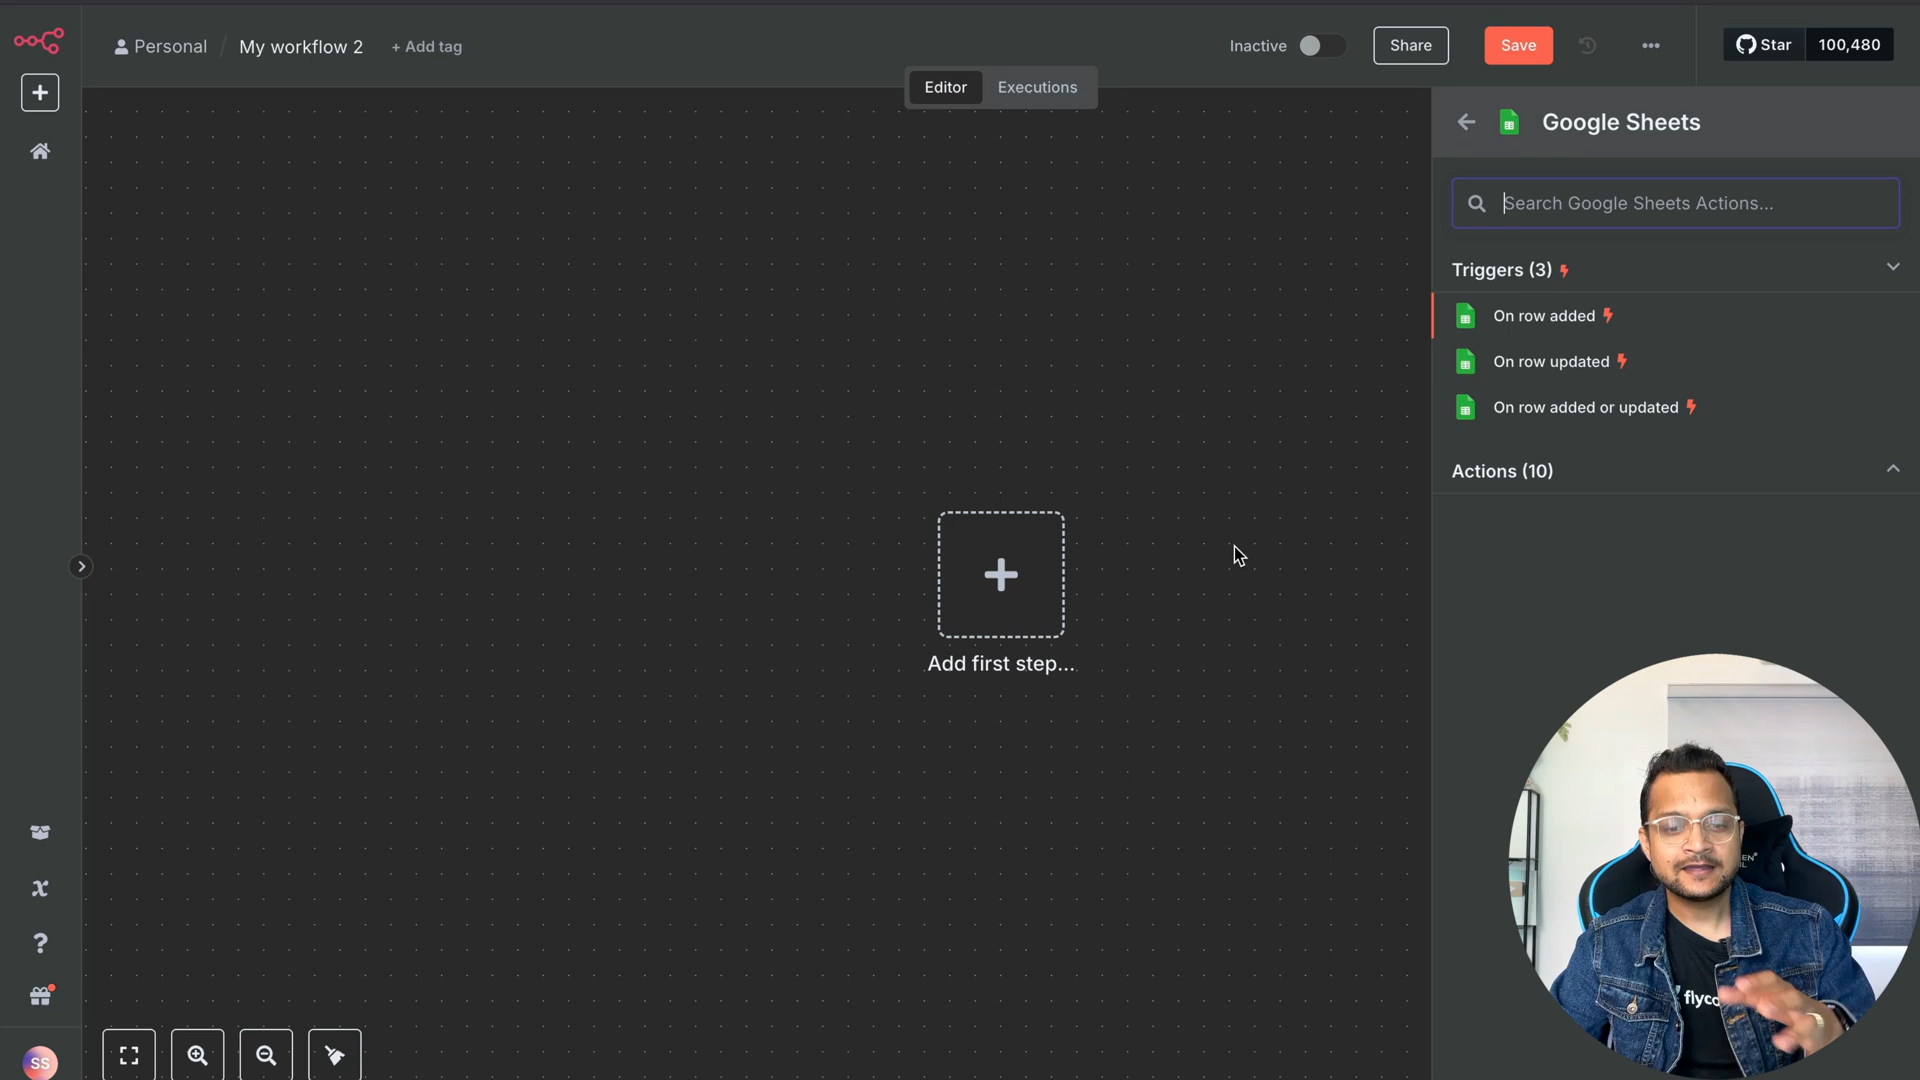 Personal / My workflow 2 + Add tag
Inactive
Share
Save
Star 100,480
Editor
Executions
Google Sheets
Search Google Sheets Actions...
Triggers (3)
On row added
On row updated
On row added or updated
Actions (10)
Add first step...
SS